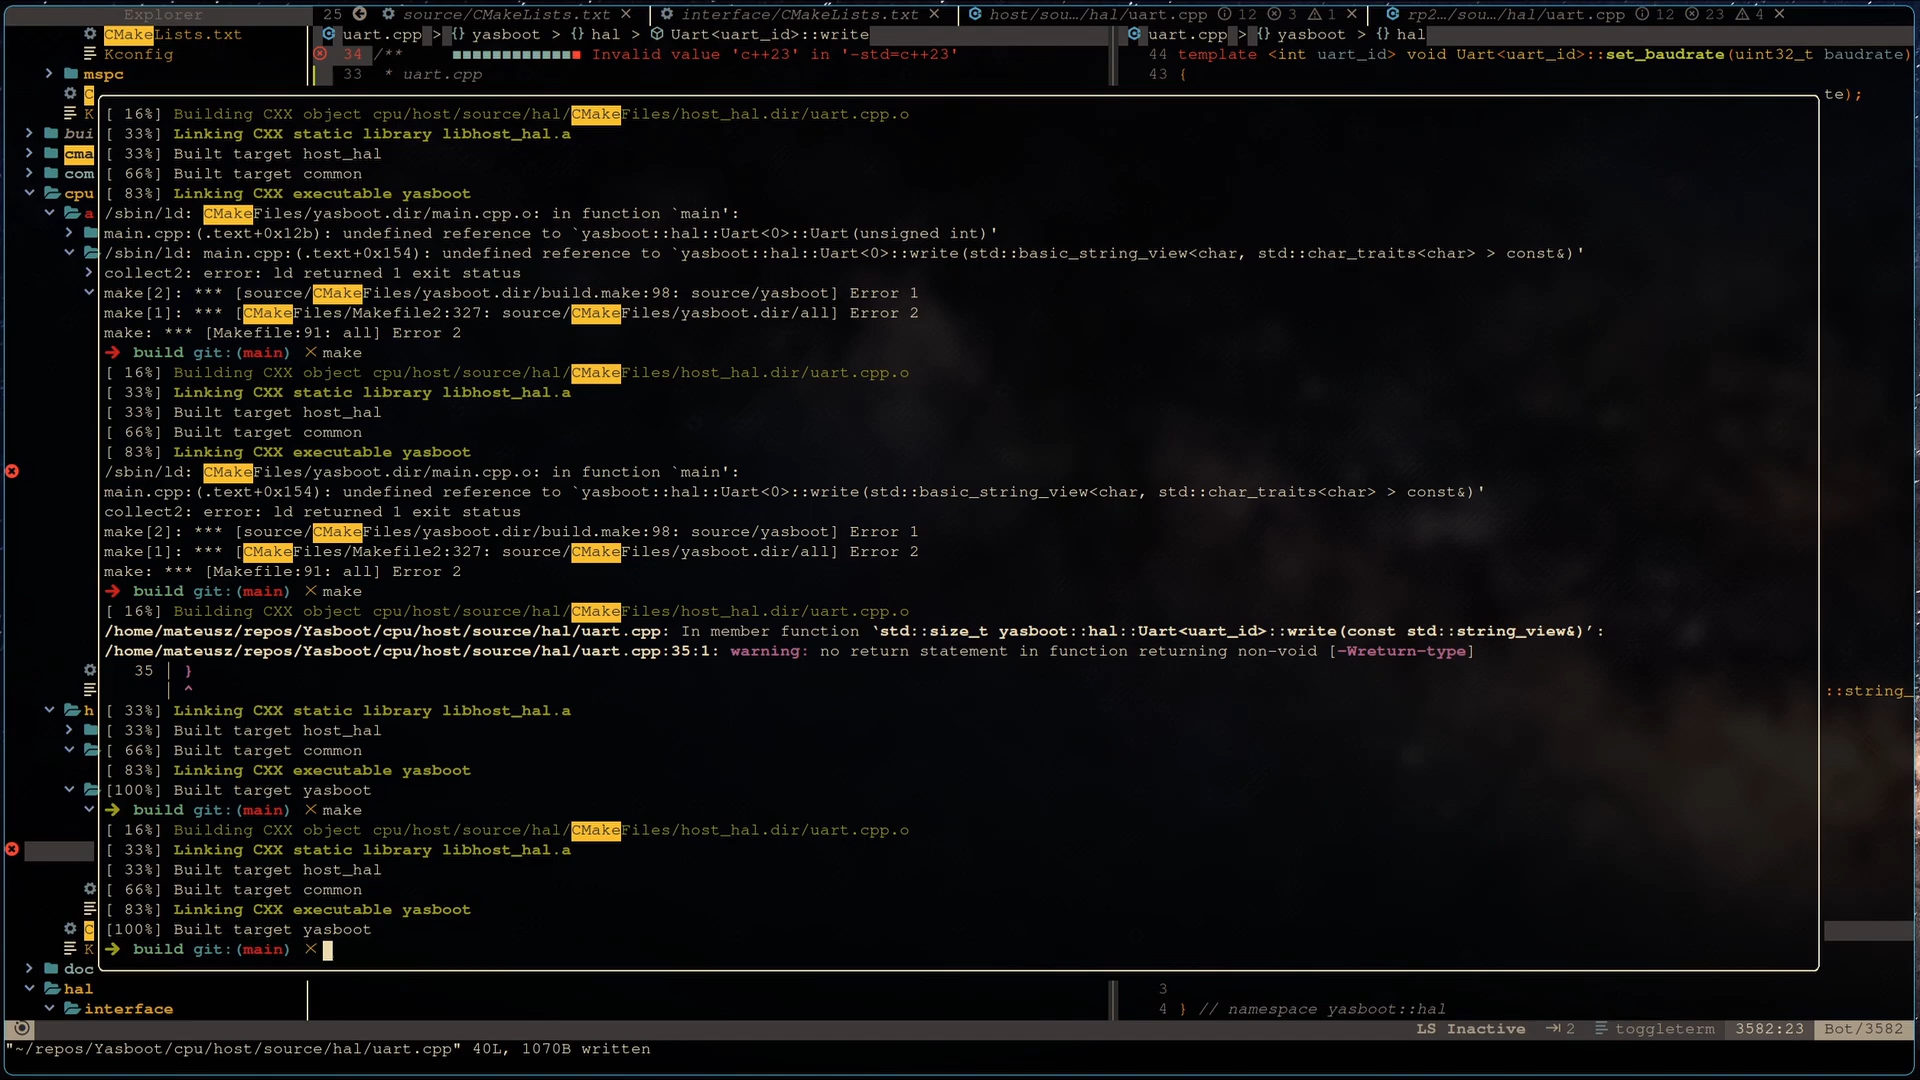 Explorer
25 source/CMakeLists.txt × interface/CMakeLists.txt × host/sou…/hal/uart.cpp 12 3 1 × rp2…/sou…/hal/uart.cpp 12 23 4 ×
CMakeLists.txt
uart.cpp > {} yasboot > {} hal > Uart<uart_id>::write
uart.cpp > {} yasboot > {} hal
Kconfig
34 /** ■■■■■■■■■■■■■ Invalid value 'c++23' in '-std=c++23'
44 template <int uart_id> void Uart<uart_id>::set_baudrate(uint32_t baudrate)
mspc
33 * uart.cpp
43 {
C
te);
K
bui
cma
com
cpu
a
[ 16%] Building CXX object cpu/host/source/hal/CMakeFiles/host_hal.dir/uart.cpp.o
[ 33%] Linking CXX static library libhost_hal.a
[ 33%] Built target host_hal
[ 66%] Built target common
[ 83%] Linking CXX executable yasboot
/sbin/ld: CMakeFiles/yasboot.dir/main.cpp.o: in function `main':
main.cpp:(.text+0x12b): undefined reference to `yasboot::hal::Uart<0>::Uart(unsigned int)'
/sbin/ld: main.cpp:(.text+0x154): undefined reference to `yasboot::hal::Uart<0>::write(std::basic_string_view<char, std::char_traits<char> > const&)'
collect2: error: ld returned 1 exit status
make[2]: *** [source/CMakeFiles/yasboot.dir/build.make:98: source/yasboot] Error 1
make[1]: *** [CMakeFiles/Makefile2:327: source/CMakeFiles/yasboot.dir/all] Error 2
make: *** [Makefile:91: all] Error 2
➜ build git:(main) ✕ make
[ 16%] Building CXX object cpu/host/source/hal/CMakeFiles/host_hal.dir/uart.cpp.o
[ 33%] Linking CXX static library libhost_hal.a
[ 33%] Built target host_hal
[ 66%] Built target common
[ 83%] Linking CXX executable yasboot
/sbin/ld: CMakeFiles/yasboot.dir/main.cpp.o: in function `main':
main.cpp:(.text+0x154): undefined reference to `yasboot::hal::Uart<0>::write(std::basic_string_view<char, std::char_traits<char> > const&)'
collect2: error: ld returned 1 exit status
make[2]: *** [source/CMakeFiles/yasboot.dir/build.make:98: source/yasboot] Error 1
make[1]: *** [CMakeFiles/Makefile2:327: source/CMakeFiles/yasboot.dir/all] Error 2
make: *** [Makefile:91: all] Error 2
➜ build git:(main) ✕ make
[ 16%] Building CXX object cpu/host/source/hal/CMakeFiles/host_hal.dir/uart.cpp.o
/home/mateusz/repos/Yasboot/cpu/host/source/hal/uart.cpp: In member function ‘std::size_t yasboot::hal::Uart<uart_id>::write(const std::string_view&)’:
/home/mateusz/repos/Yasboot/cpu/host/source/hal/uart.cpp:35:1: warning: no return statement in function returning non-void [-Wreturn-type]
35 | }
| ^
::string_
h
[ 33%] Linking CXX static library libhost_hal.a
[ 33%] Built target host_hal
[ 66%] Built target common
[ 83%] Linking CXX executable yasboot
[100%] Built target yasboot
➜ build git:(main) ✕ make
[ 16%] Building CXX object cpu/host/source/hal/CMakeFiles/host_hal.dir/uart.cpp.o
[ 33%] Linking CXX static library libhost_hal.a
[ 33%] Built target host_hal
[ 66%] Built target common
[ 83%] Linking CXX executable yasboot
[100%] Built target yasboot
➜ build git:(main) ✕
C
K
doc
hal
3
interface
4 } // namespace yasboot::hal
LS Inactive 2 toggleterm 3582:23 Bot/3582
"~/repos/Yasboot/cpu/host/source/hal/uart.cpp" 40L, 1070B written